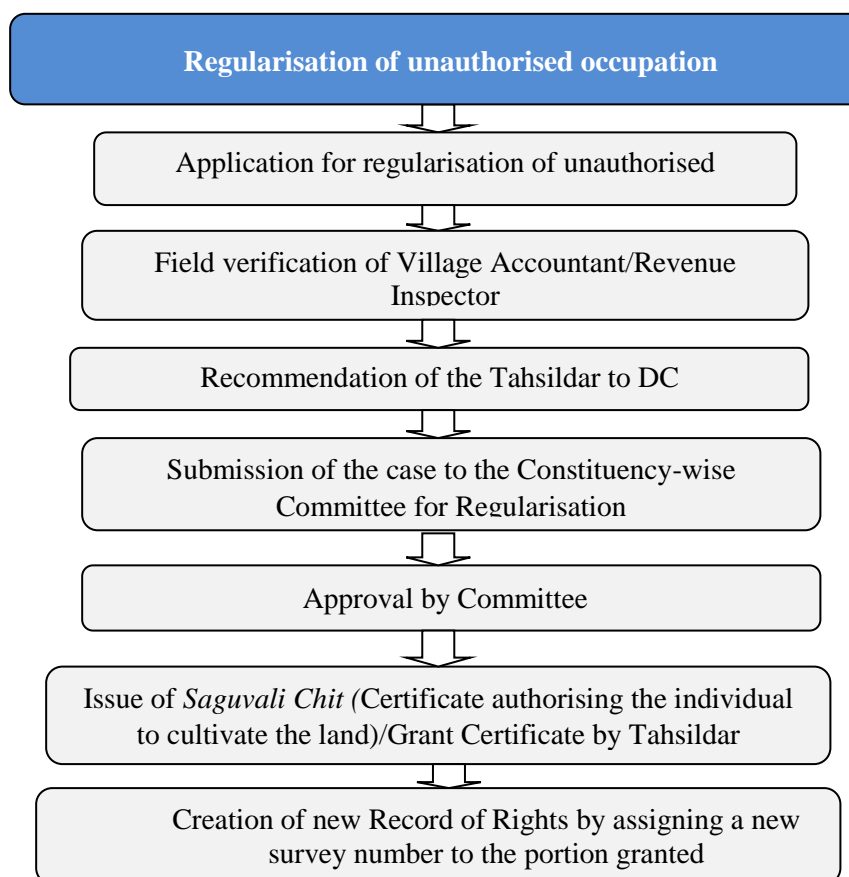 Regularisation of unauthorised occupation
Application for regularisation of unauthorised
Field verification of Village Accountant/Revenue
Inspector
Recommendation of the Tahsildar to DC
Submission of the case to the Constituency-wise
Committee for Regularisation
Approval by Committee
Issue of Saguvali Chit (Certificate authorising the individual
to cultivate the land)/Grant Certificate by Tahsildar
Creation of new Record of Rights by assigning a new
survey number to the portion granted